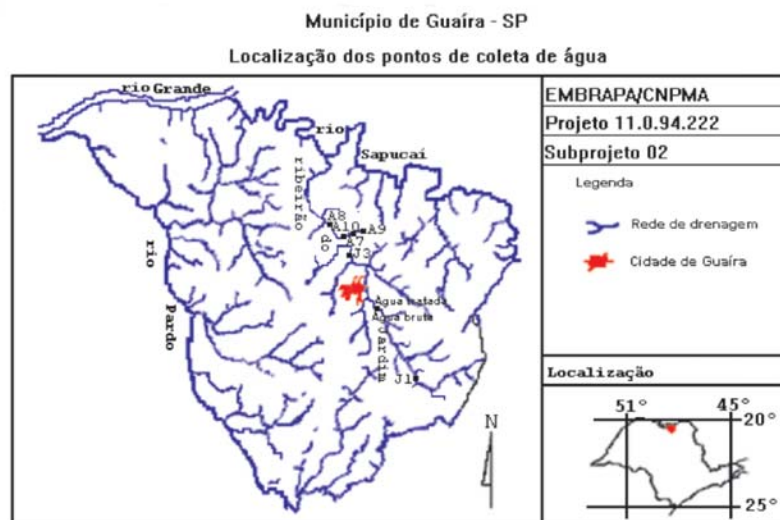 Município de Guaíra - SP
Localização dos pontos de coleta de água
rio Grande
rio
Sapucaí
ribeirão
do
Jardim
rio
Pardo
A8
A10
A9
A7
J3
Água tratada
Água bruta
J1
N
EMBRAPA/CNPMA
Projeto 11.0.94.222
Subprojeto 02
Legenda
Rede de drenagem
Cidade de Guaíra
Localização
51° 45°
20°
25°